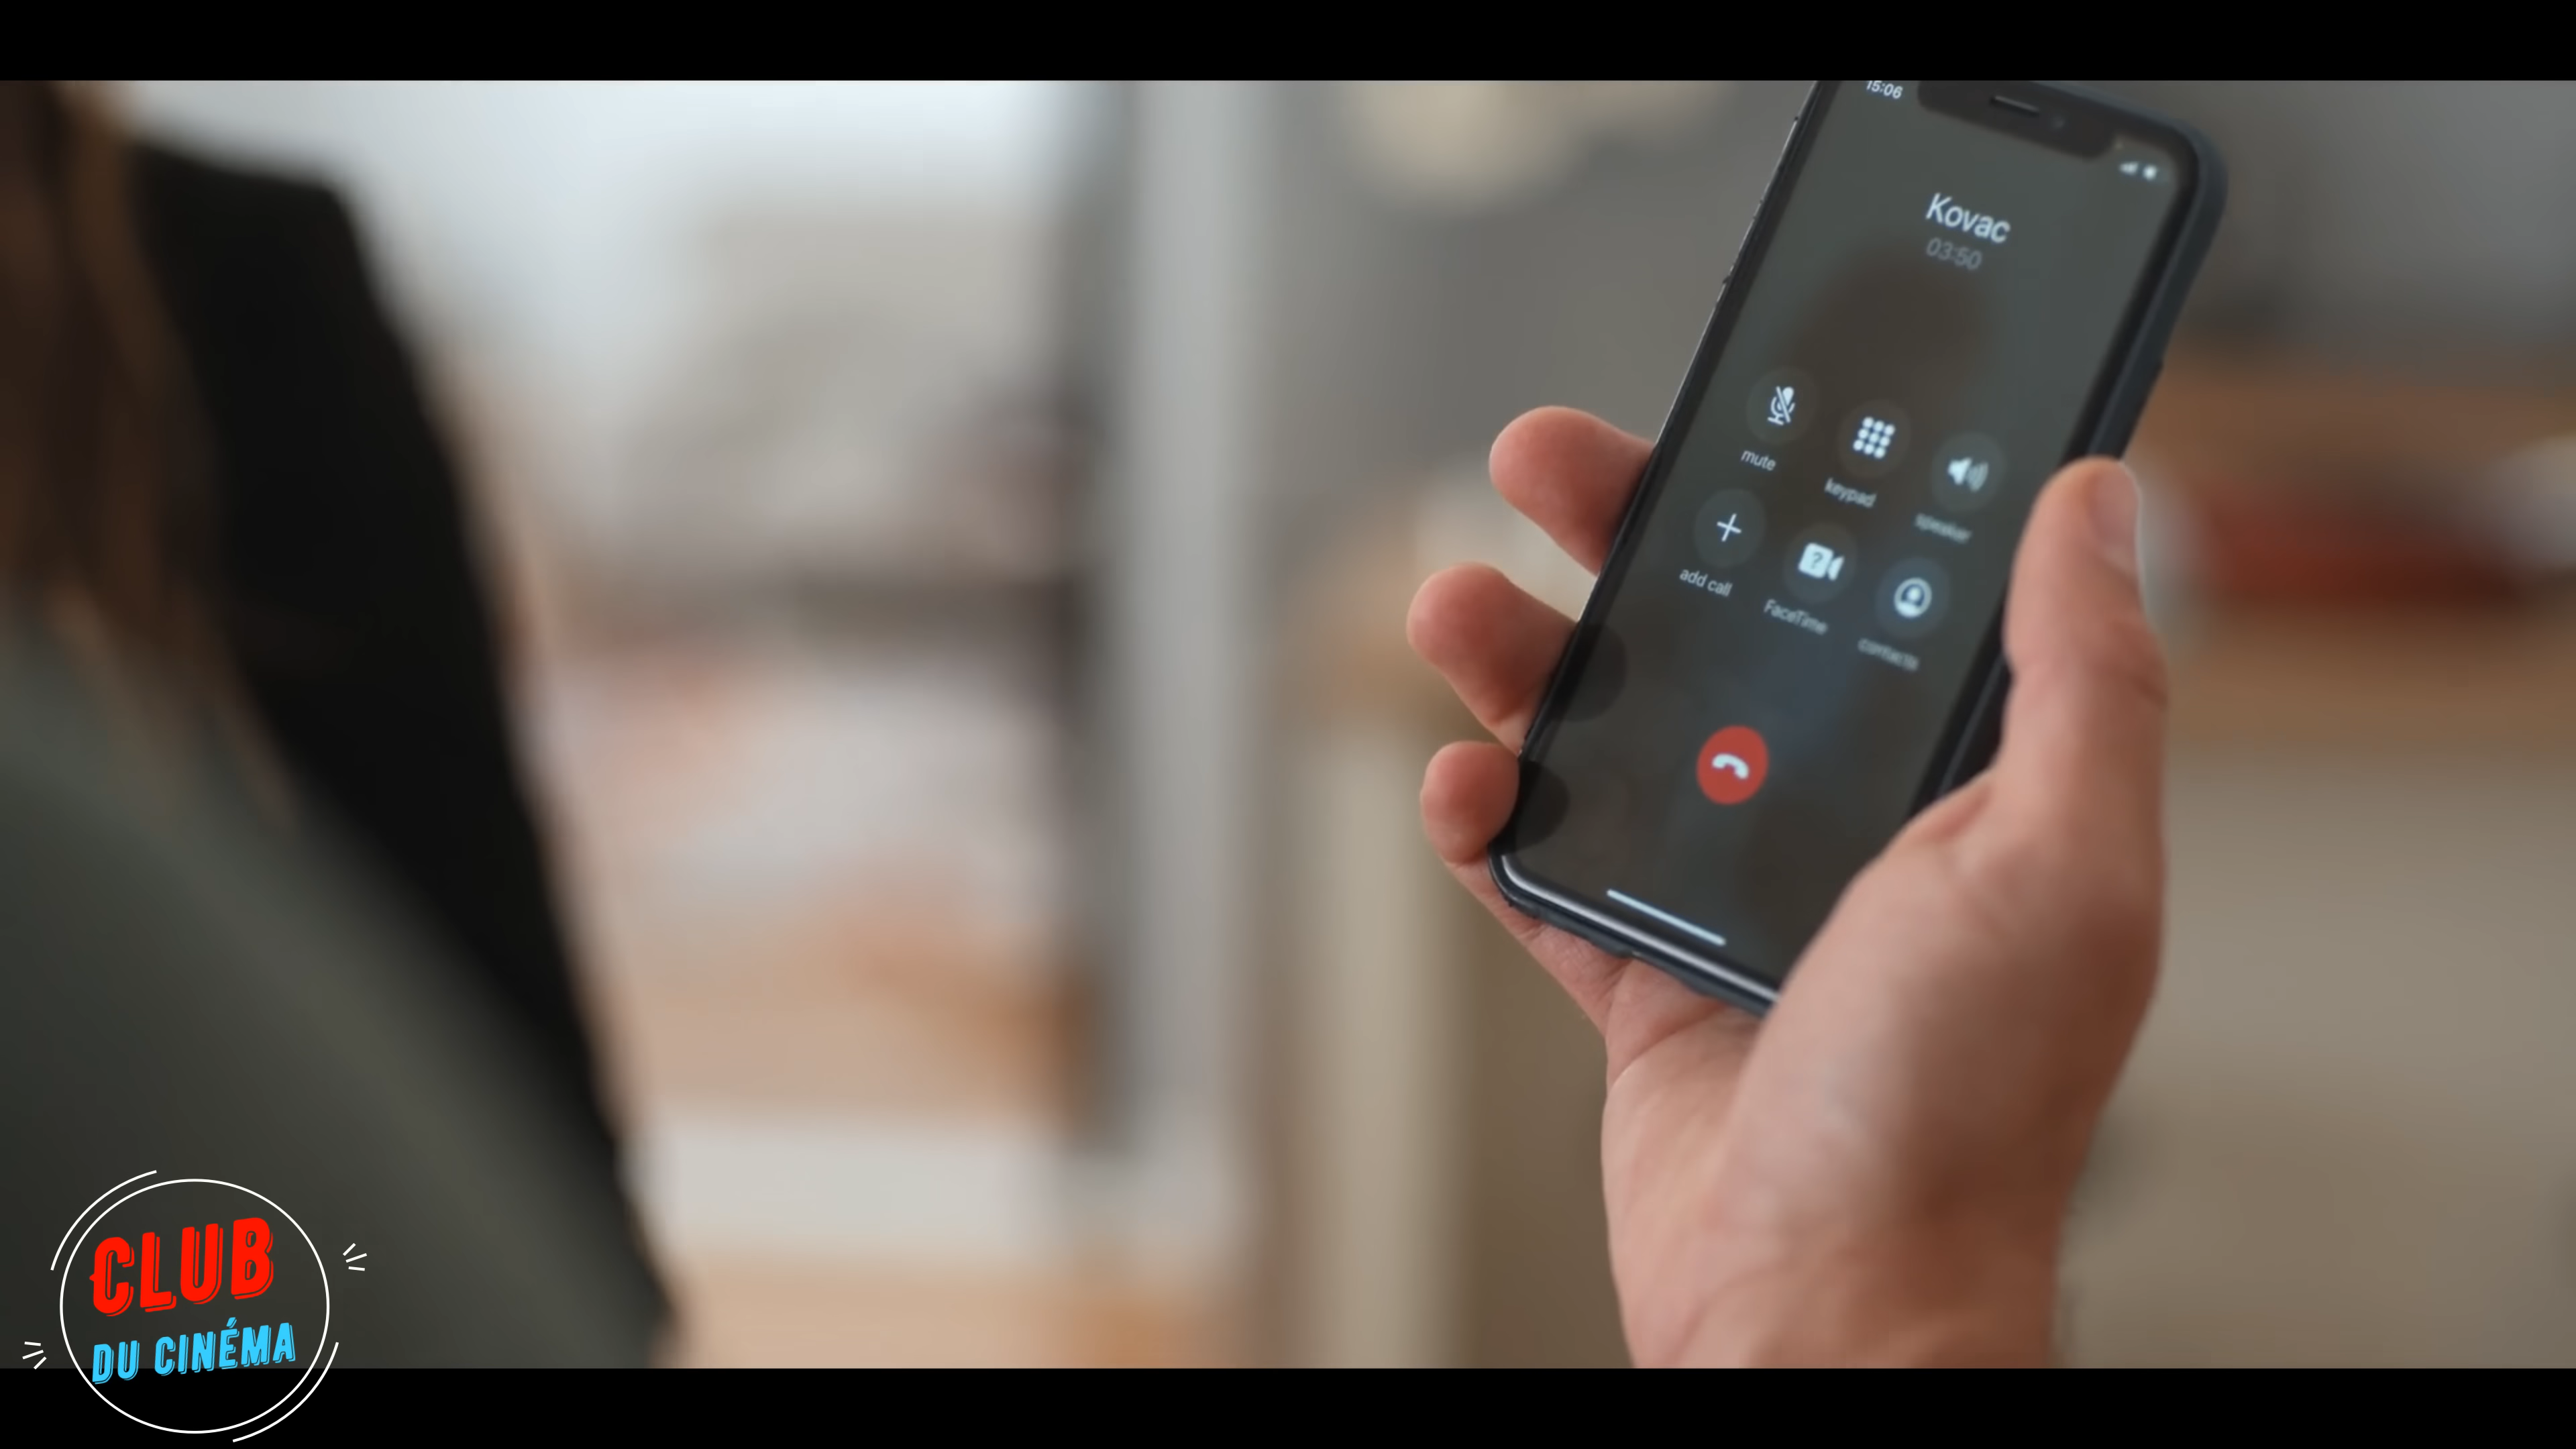 15:06
Kovac
03:50
mute
keypad
speaker
add call
FaceTime
contacts
CLUB
DU CINÉMA